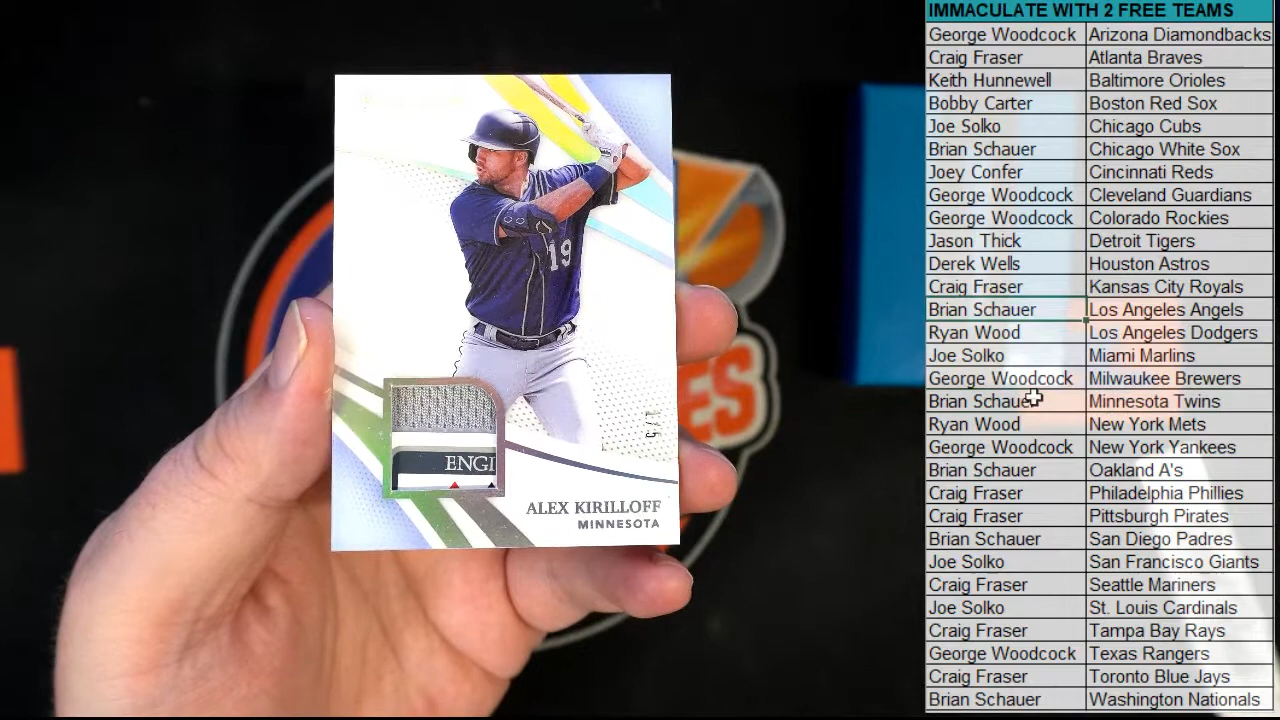 IMMACULATE WITH 2 FREE TEAMS
George Woodcock Arizona Diamondbacks
Craig Fraser Atlanta Braves
Keith Hunnewell Baltimore Orioles
Bobby Carter Boston Red Sox
Joe Solko Chicago Cubs
Brian Schauer Chicago White Sox
Joey Confer Cincinnati Reds
George Woodcock Cleveland Guardians
George Woodcock Colorado Rockies
Jason Thick Detroit Tigers
Derek Wells Houston Astros
Craig Fraser Kansas City Royals
Brian Schauer Los Angeles Angels
Ryan Wood Los Angeles Dodgers
Joe Solko Miami Marlins
George Woodcock Milwaukee Brewers
Brian Schauer Minnesota Twins
Ryan Wood New York Mets
George Woodcock New York Yankees
Brian Schauer Oakland A's
Craig Fraser Philadelphia Phillies
Craig Fraser Pittsburgh Pirates
Brian Schauer San Diego Padres
Joe Solko San Francisco Giants
Craig Fraser Seattle Mariners
Joe Solko St. Louis Cardinals
Craig Fraser Tampa Bay Rays
George Woodcock Texas Rangers
Craig Fraser Toronto Blue Jays
Brian Schauer Washington Nationals
19
1/5
ENGI
ALEX KIRILLOFF
MINNESOTA
ES